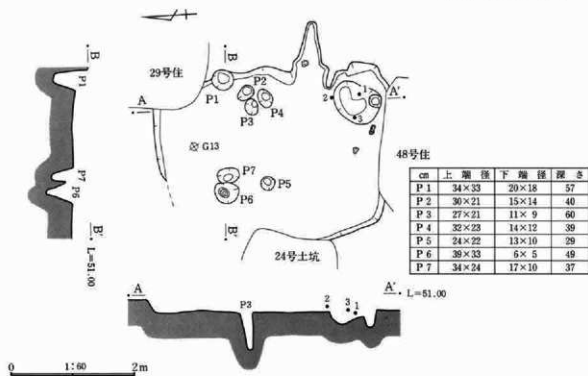 29号住
B
B
P1
P2
P3
P4
2
1
3
A'
A
G13
48号住
P7
P6
P5
B'
24号土坑
P1
P7
P6
B'
L=51.00
cm 上端径 下端径 深さ
P 1 34×33 20×18 57
P 2 30×21 15×14 40
P 3 27×21 11× 9 60
P 4 32×23 14×12 39
P 5 24×22 13×10 29
P 6 39×33 6× 5 49
P 7 34×24 17×10 37
A
P3
2
3
1
A'
L=51.00
0 1:60 2m